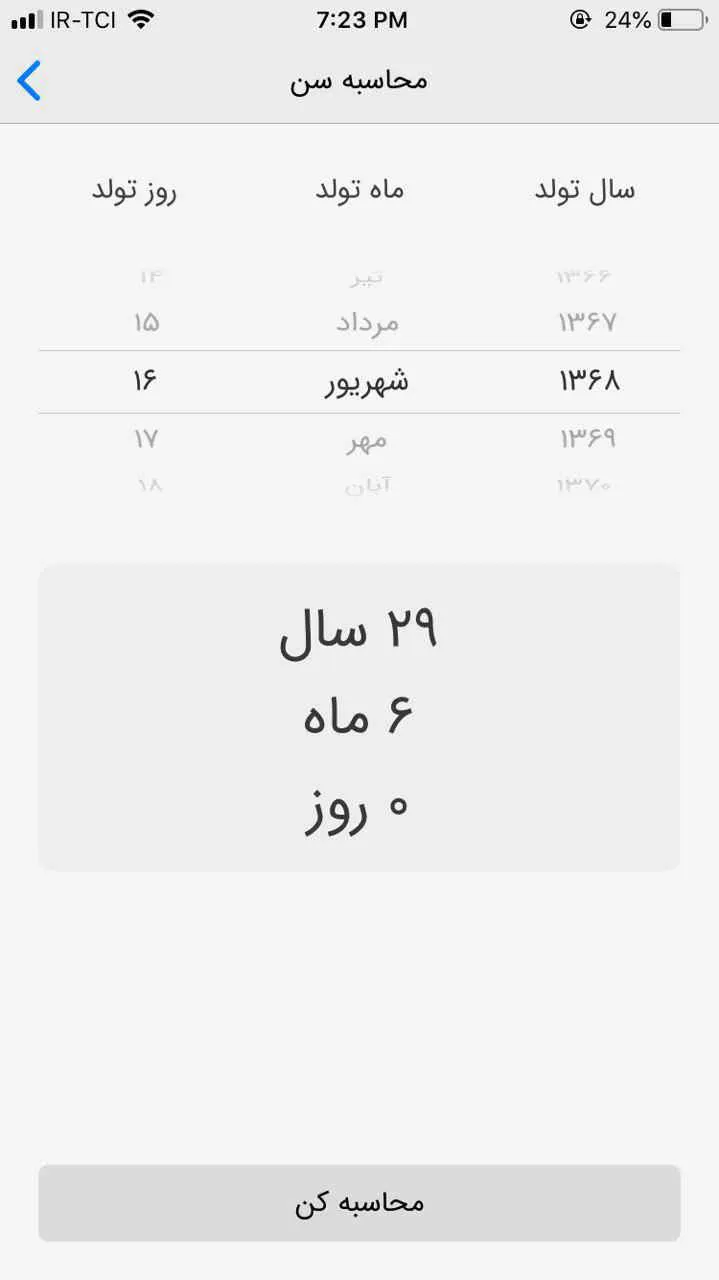 IR-TCI 7:23 PM 24%
محاسبه سن
سال تولد ماه تولد روز تولد
۱۳۶۶ تیر ۱۴
۱۳۶۷ مرداد ۱۵
۱۳۶۸ شهریور ۱۶
۱۳۶۹ مهر ۱۷
۱۳۷۰ آبان ۱۸
۲۹ سال
۶ ماه
۰ روز
محاسبه کن